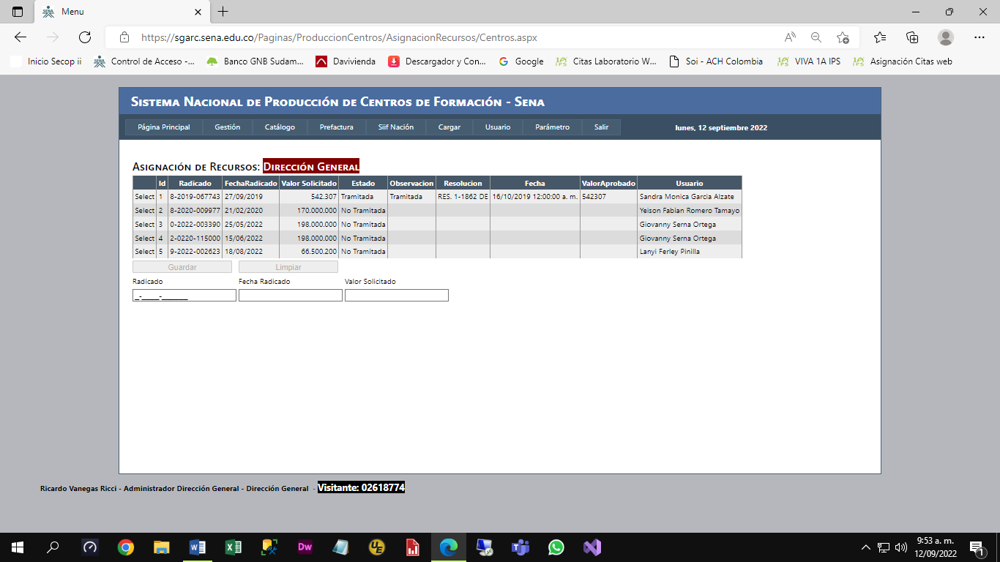 Menu
https://sgarc.sena.edu.co/Paginas/ProduccionCentros/AsignacionRecursos/Centros.aspx
Inicio Secop ii Control de Acceso -... Banco GNB Sudam... Davivienda Descargador y Con... Google Citas Laboratorio W... Soi - ACH Colombia VIVA 1A IPS Asignación Citas web
Sistema Nacional de Producción de Centros de Formación - Sena
Página Principal Gestión Catálogo Prefactura Siif Nación Cargar Usuario Parámetro Salir lunes, 12 septiembre 2022
Asignación de Recursos: Dirección General
Id Radicado FechaRadicado Valor Solicitado Estado Observacion Resolucion Fecha ValorAprobado Usuario
Select 1 8-2019-067743 27/09/2019 542.307 Tramitada Tramitada RES. 1-1862 DE 16/10/2019 12:00:00 a. m. 542307 Sandra Monica Garcia Alzate
Select 2 8-2020-009977 21/02/2020 170.000.000 No Tramitada Yeison Fabian Romero Tamayo
Select 3 0-2022-003390 25/05/2022 198.000.000 No Tramitada Giovanny Serna Ortega
Select 4 2-0220-115000 15/06/2022 198.000.000 No Tramitada Giovanny Serna Ortega
Select 5 9-2022-002623 18/08/2022 66.500.200 No Tramitada Lanyi Ferley Pinilla
Guardar Limpiar
Radicado Fecha Radicado Valor Solicitado
_-____-______
Ricardo Vanegas Ricci - Administrador Dirección General - Dirección General - Visitante: 02618774
9:53 a. m.
12/09/2022